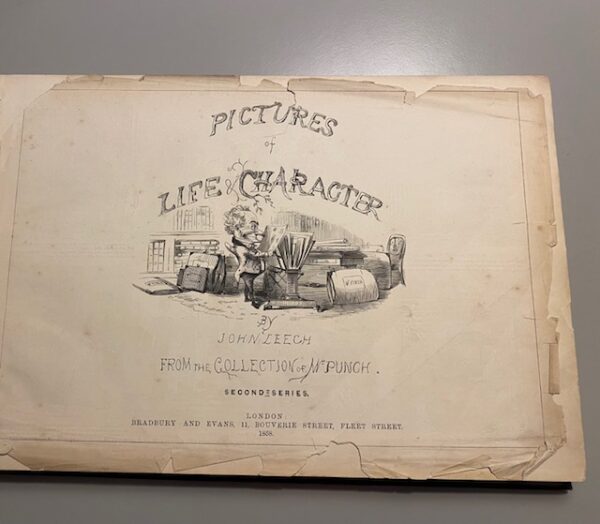 PICTURES
of
LIFE & CHARACTER
BY
JOHN LEECH
FROM THE COLLECTION OF MR PUNCH.
SECOND SERIES.
LONDON
BRADBURY AND EVANS, 11, BOUVERIE STREET, FLEET STREET.
1858.